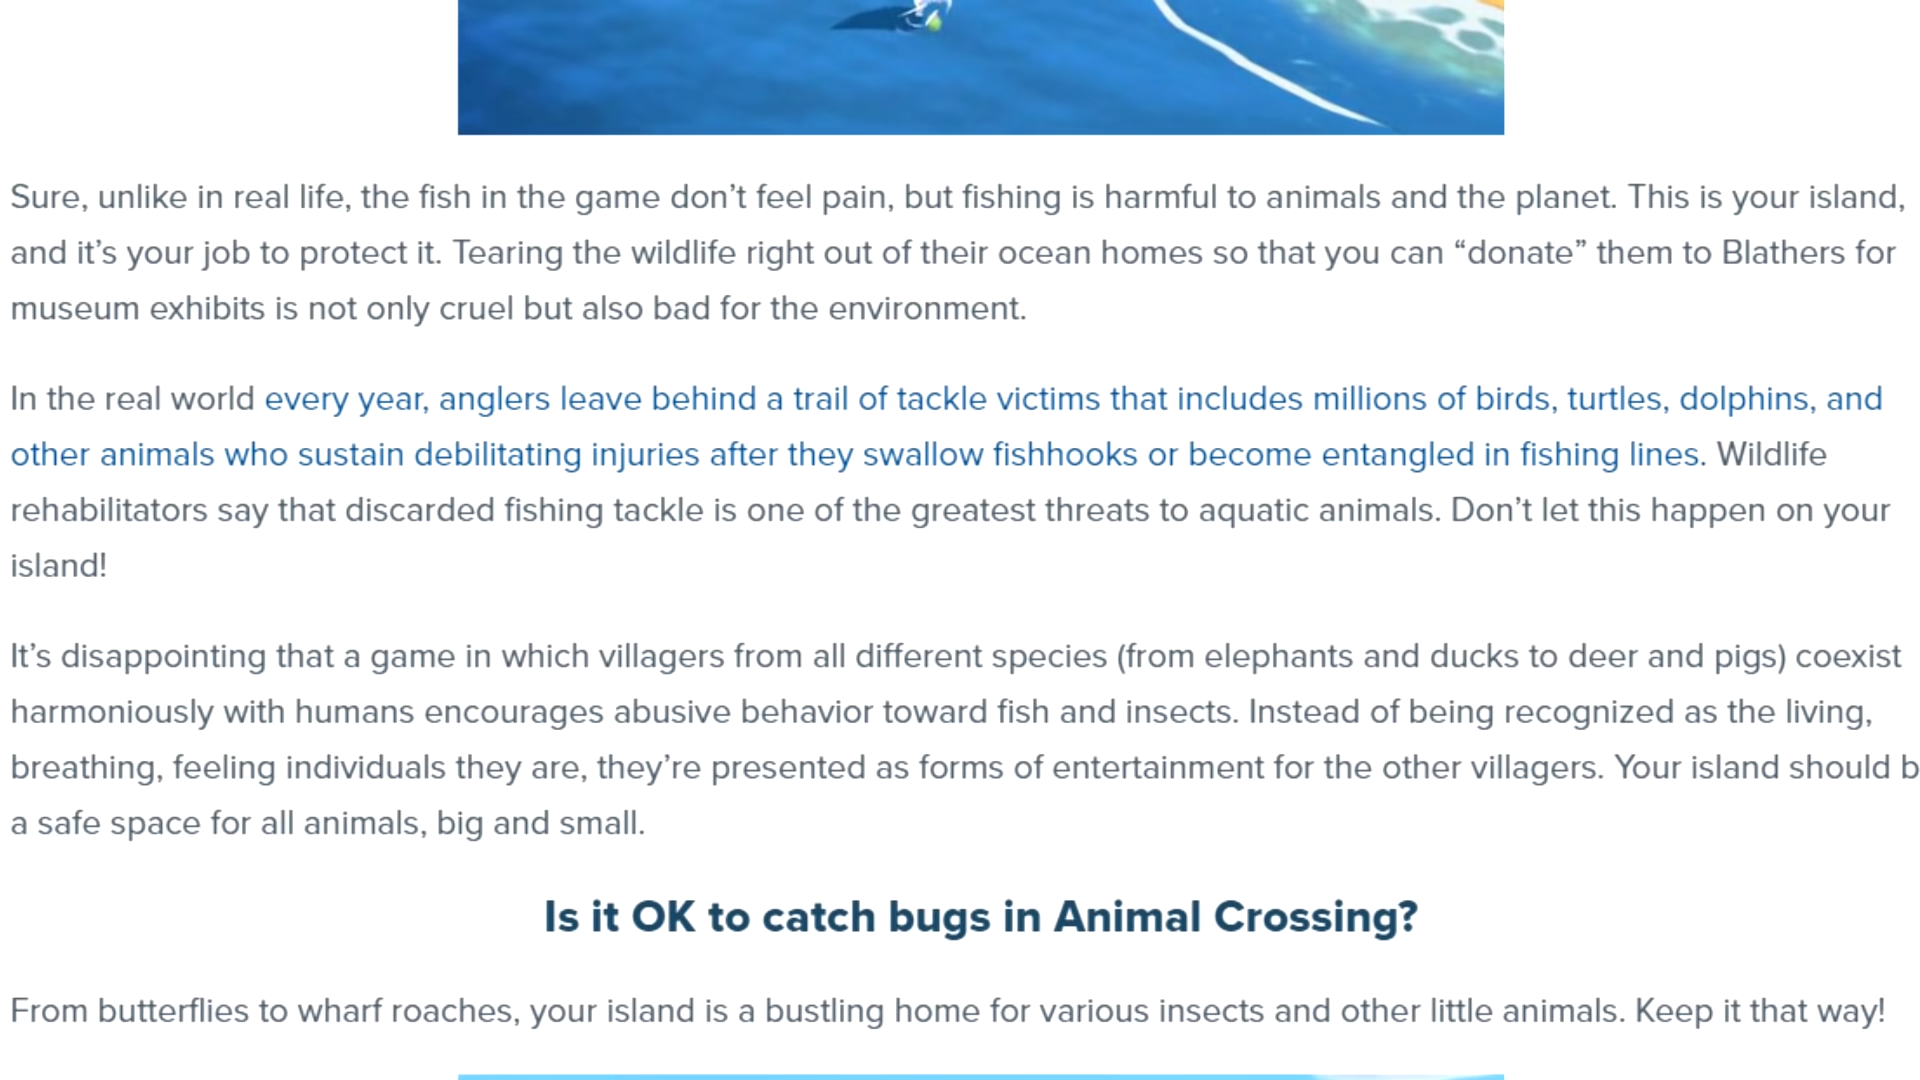 Sure, unlike in real life, the fish in the game don’t feel pain, but fishing is harmful to animals and the planet. This is your island,
and it’s your job to protect it. Tearing the wildlife right out of their ocean homes so that you can “donate” them to Blathers for
museum exhibits is not only cruel but also bad for the environment.
In the real world every year, anglers leave behind a trail of tackle victims that includes millions of birds, turtles, dolphins, and
other animals who sustain debilitating injuries after they swallow fishhooks or become entangled in fishing lines. Wildlife
rehabilitators say that discarded fishing tackle is one of the greatest threats to aquatic animals. Don’t let this happen on your
island!
It’s disappointing that a game in which villagers from all different species (from elephants and ducks to deer and pigs) coexist
harmoniously with humans encourages abusive behavior toward fish and insects. Instead of being recognized as the living,
breathing, feeling individuals they are, they’re presented as forms of entertainment for the other villagers. Your island should b
a safe space for all animals, big and small.
Is it OK to catch bugs in Animal Crossing?
From butterflies to wharf roaches, your island is a bustling home for various insects and other little animals. Keep it that way!